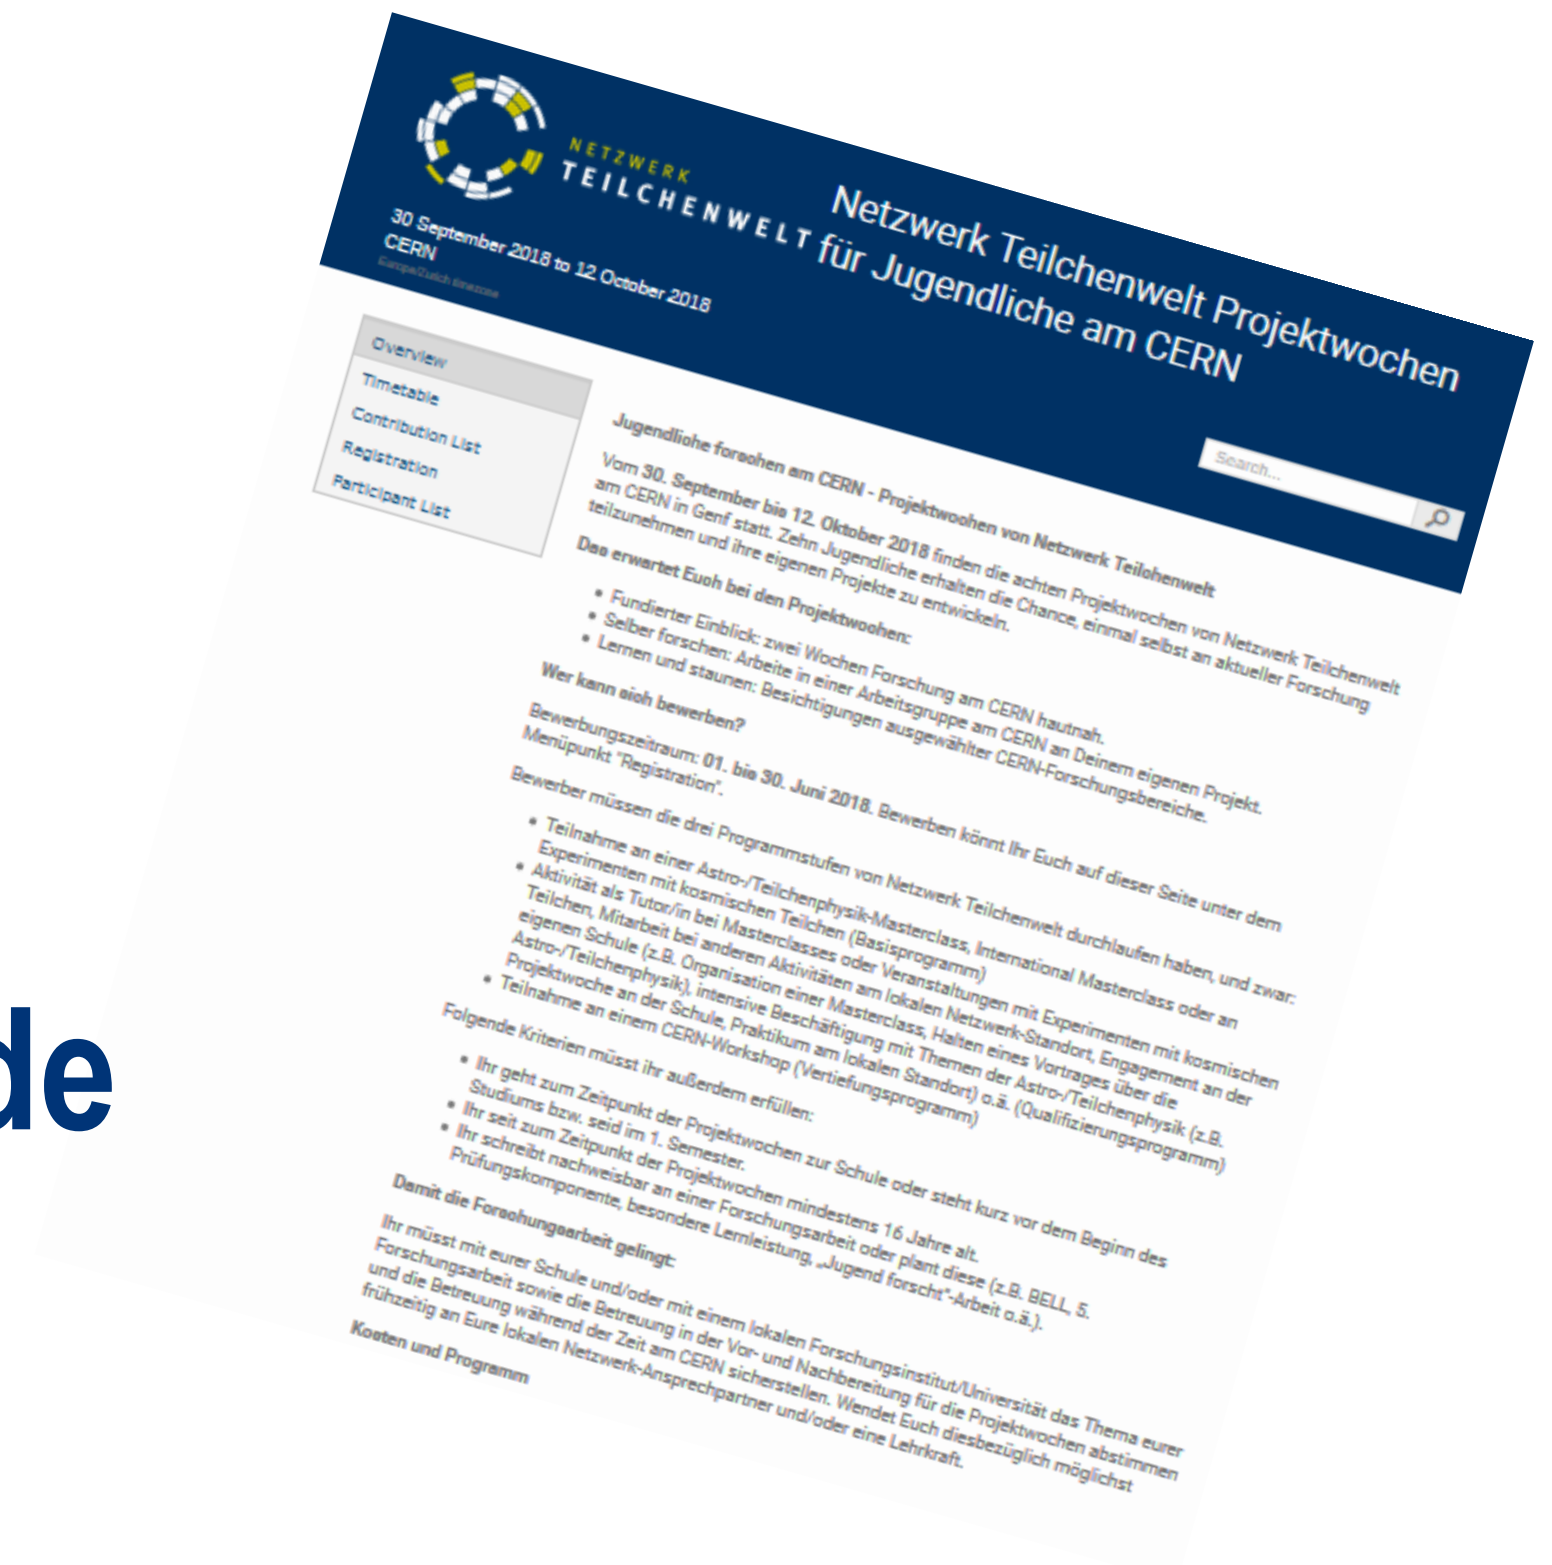 NETZWERK
TEILCHENWELT
Netzwerk Teilchenwelt Projektwochen
für Jugendliche am CERN
30 September 2018 to 12 October 2018
CERN
Europe/Zurich timezone
Search...
Overview
Timetable
Contribution List
Registration
Participant List
Jugendliche forschen am CERN - Projektwochen von Netzwerk Teilchenwelt
Vom 30. September bis 12. Oktober 2018 finden die achten Projektwochen von Netzwerk Teilchenwelt
am CERN in Genf statt. Zehn Jugendliche erhalten die Chance, einmal selbst an aktueller Forschung
teilzunehmen und ihre eigenen Projekte zu entwickeln.
Das erwartet Euch bei den Projektwochen:
• Fundierter Einblick: zwei Wochen Forschung am CERN hautnah.
• Selber forschen: Arbeite in einer Arbeitsgruppe am CERN an Deinem eigenen Projekt.
• Lernen und staunen: Besichtigungen ausgewählter CERN-Forschungsbereiche.
Wer kann sich bewerben?
Bewerbungszeitraum: 01. bis 30. Juni 2018. Bewerben könnt Ihr Euch auf dieser Seite unter dem
Menüpunkt "Registration".
Bewerber müssen die drei Programmstufen von Netzwerk Teilchenwelt durchlaufen haben, und zwar:
• Teilnahme an einer Astro-/Teilchenphysik-Masterclass, International Masterclass oder an
Experimenten mit kosmischen Teilchen (Basisprogramm)
• Aktivität als Tutor/in bei Masterclasses oder Veranstaltungen mit Experimenten mit kosmischen
Teilchen, Mitarbeit bei anderen Aktivitäten am lokalen Netzwerk-Standort, Engagement an der
eigenen Schule (z.B. Organisation einer Masterclass, Halten eines Vortrages über die
Astro-/Teilchenphysik), intensive Beschäftigung mit Themen der Astro-/Teilchenphysik (z.B.
Projektwoche an der Schule, Praktikum am lokalen Standort) o.ä. (Qualifizierungsprogramm)
• Teilnahme an einem CERN-Workshop (Vertiefungsprogramm)
Folgende Kriterien müsst ihr außerdem erfüllen:
• Ihr geht zum Zeitpunkt der Projektwochen zur Schule oder steht kurz vor dem Beginn des
Studiums bzw. seid im 1. Semester.
• Ihr seit zum Zeitpunkt der Projektwochen mindestens 16 Jahre alt.
• Ihr schreibt nachweisbar an einer Forschungsarbeit oder plant diese (z.B. BELL, 5.
Prüfungskomponente, besondere Lernleistung, „Jugend forscht"-Arbeit o.ä.).
Damit die Forschungsarbeit gelingt:
Ihr müsst mit eurer Schule und/oder mit einem lokalen Forschungsinstitut/Universität das Thema eurer
Forschungsarbeit sowie die Betreuung in der Vor- und Nachbereitung für die Projektwochen abstimmen
und die Betreuung während der Zeit am CERN sicherstellen. Wendet Euch diesbezüglich möglichst
frühzeitig an Eure lokalen Netzwerk-Ansprechpartner und/oder eine Lehrkraft.
Kosten und Programm
de